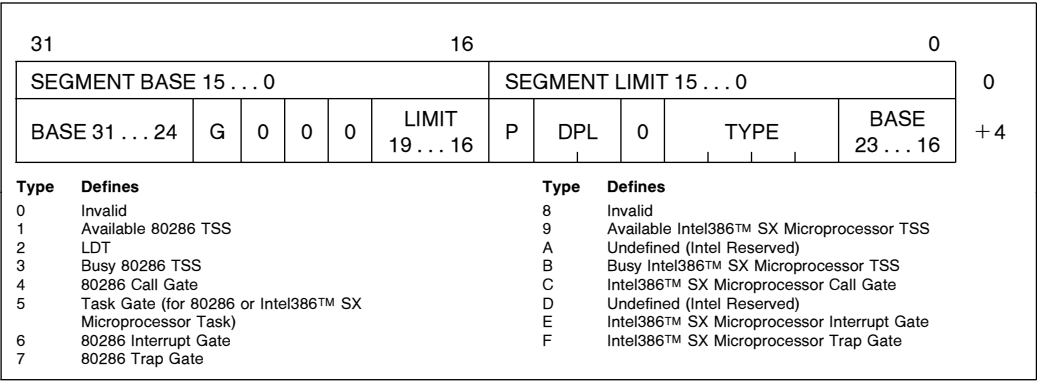 31 16 0
SEGMENT BASE 15 . . . 0 SEGMENT LIMIT 15 . . . 0 0
BASE 31 . . . 24 G 0 0 0 LIMIT 19 . . . 16 P DPL 0 TYPE BASE 23 . . . 16 +4
Type Defines
0 Invalid
1 Available 80286 TSS
2 LDT
3 Busy 80286 TSS
4 80286 Call Gate
5 Task Gate (for 80286 or Intel386™ SX
Microprocessor Task)
6 80286 Interrupt Gate
7 80286 Trap Gate
Type Defines
8 Invalid
9 Available Intel386™ SX Microprocessor TSS
A Undefined (Intel Reserved)
B Busy Intel386™ SX Microprocessor TSS
C Intel386™ SX Microprocessor Call Gate
D Undefined (Intel Reserved)
E Intel386™ SX Microprocessor Interrupt Gate
F Intel386™ SX Microprocessor Trap Gate